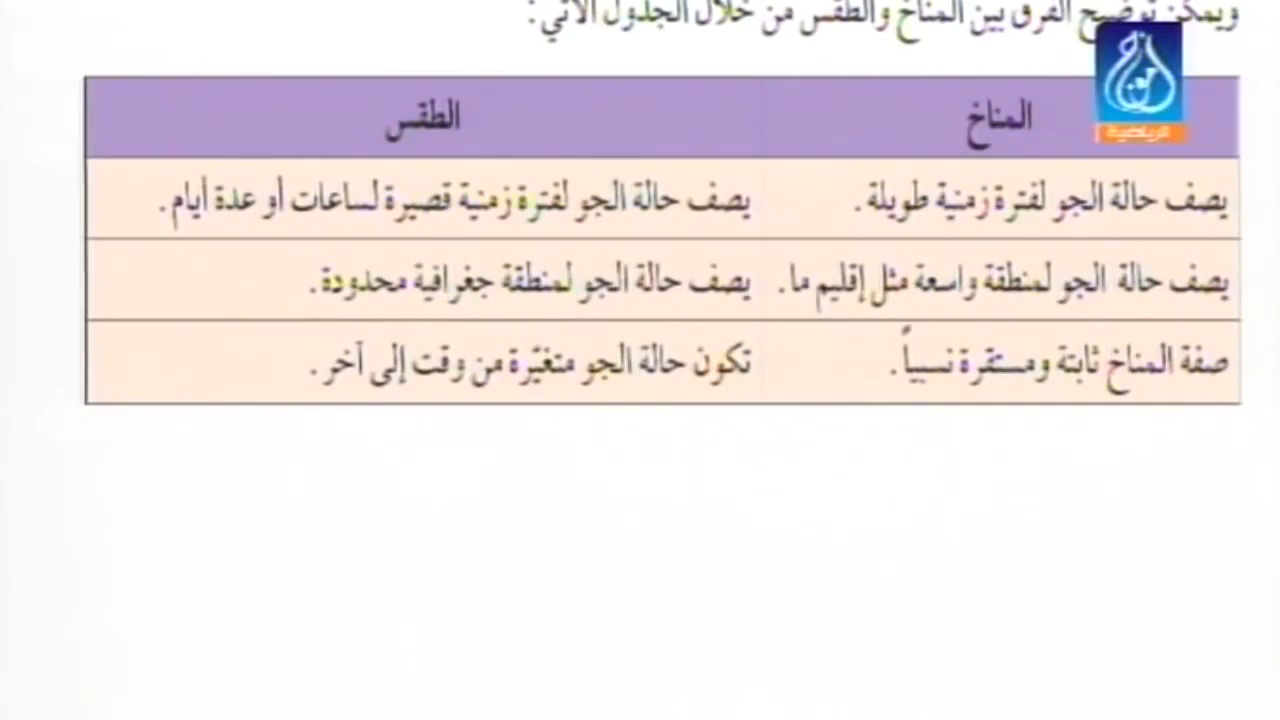 ويمكن توضيح الفرق بين المناخ والطقس من خلال الجدول الآتي:
المناخ الطقس
يصف حالة الجو لفترة زمنية طويلة. يصف حالة الجو لفترة زمنية قصيرة لساعات أو عدة أيام.
يصف حالة الجو لمنطقة واسعة مثل إقليم ما. يصف حالة الجو لمنطقة جغرافية محدودة.
صفة المناخ ثابتة ومستقرة نسبياً. تكون حالة الجو متغيّرة من وقت إلى آخر.
الرياضية